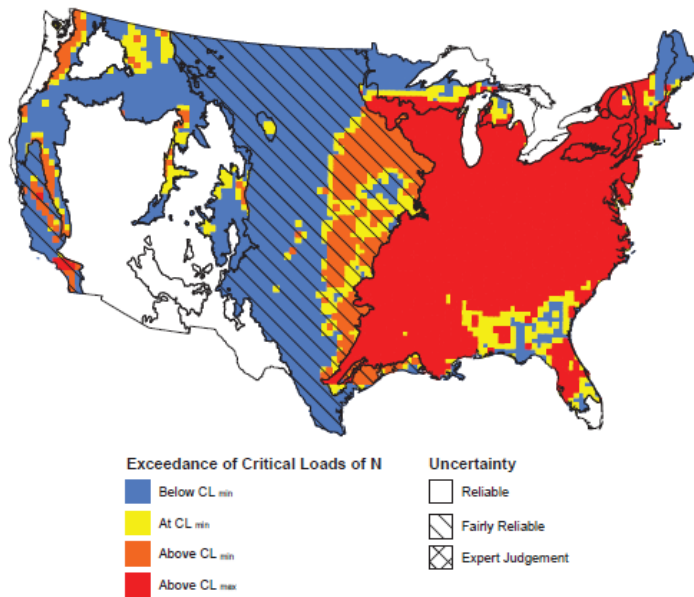 Exceedance of Critical Loads of N
Below CL min
At CL min
Above CL min
Above CL max
Uncertainty
Reliable
Fairly Reliable
Expert Judgement